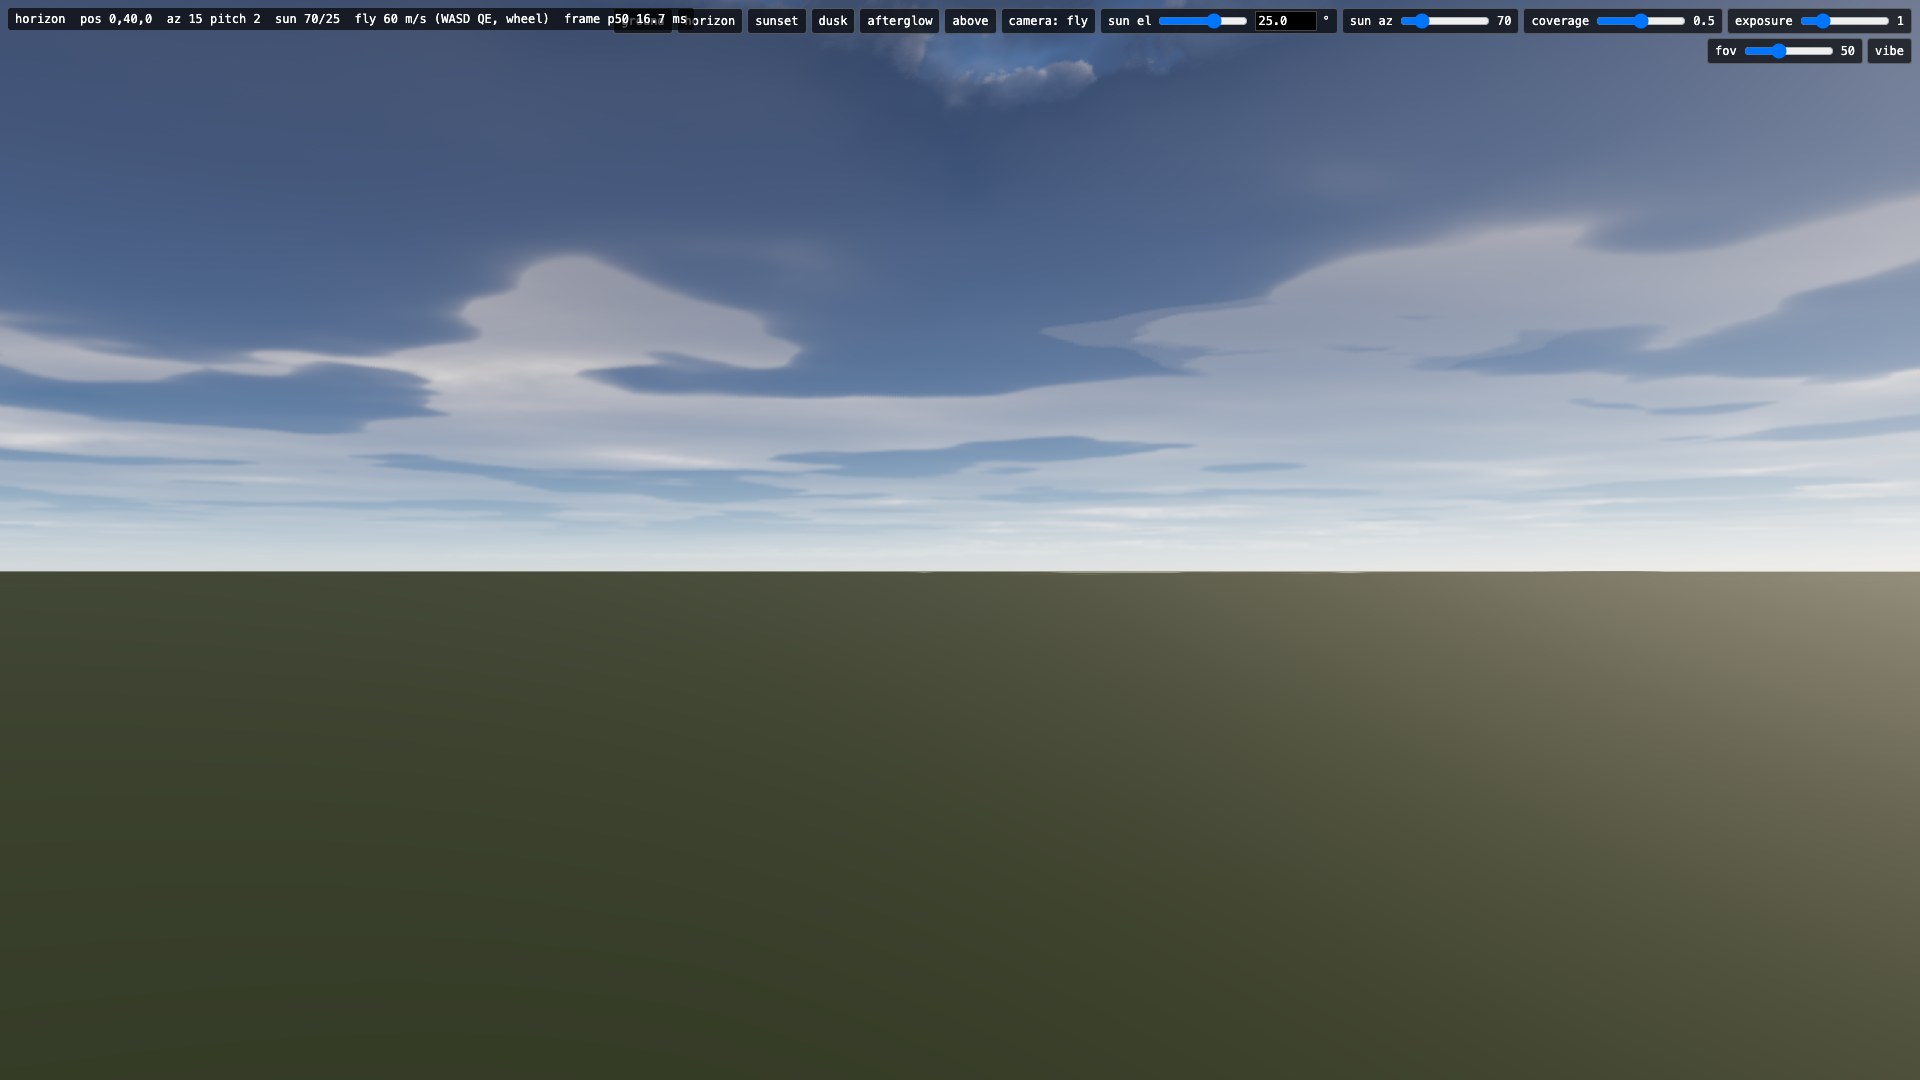 horizon pos 0,40,0 az 15 pitch 2 sun 70/25 fly 60 m/s (WASD QE, wheel) frame p50 16.7 ms
horizon sunset dusk afterglow above camera: fly sun el 25.0 ° sun az 70 coverage 0.5 exposure 1
fov 50 vibe